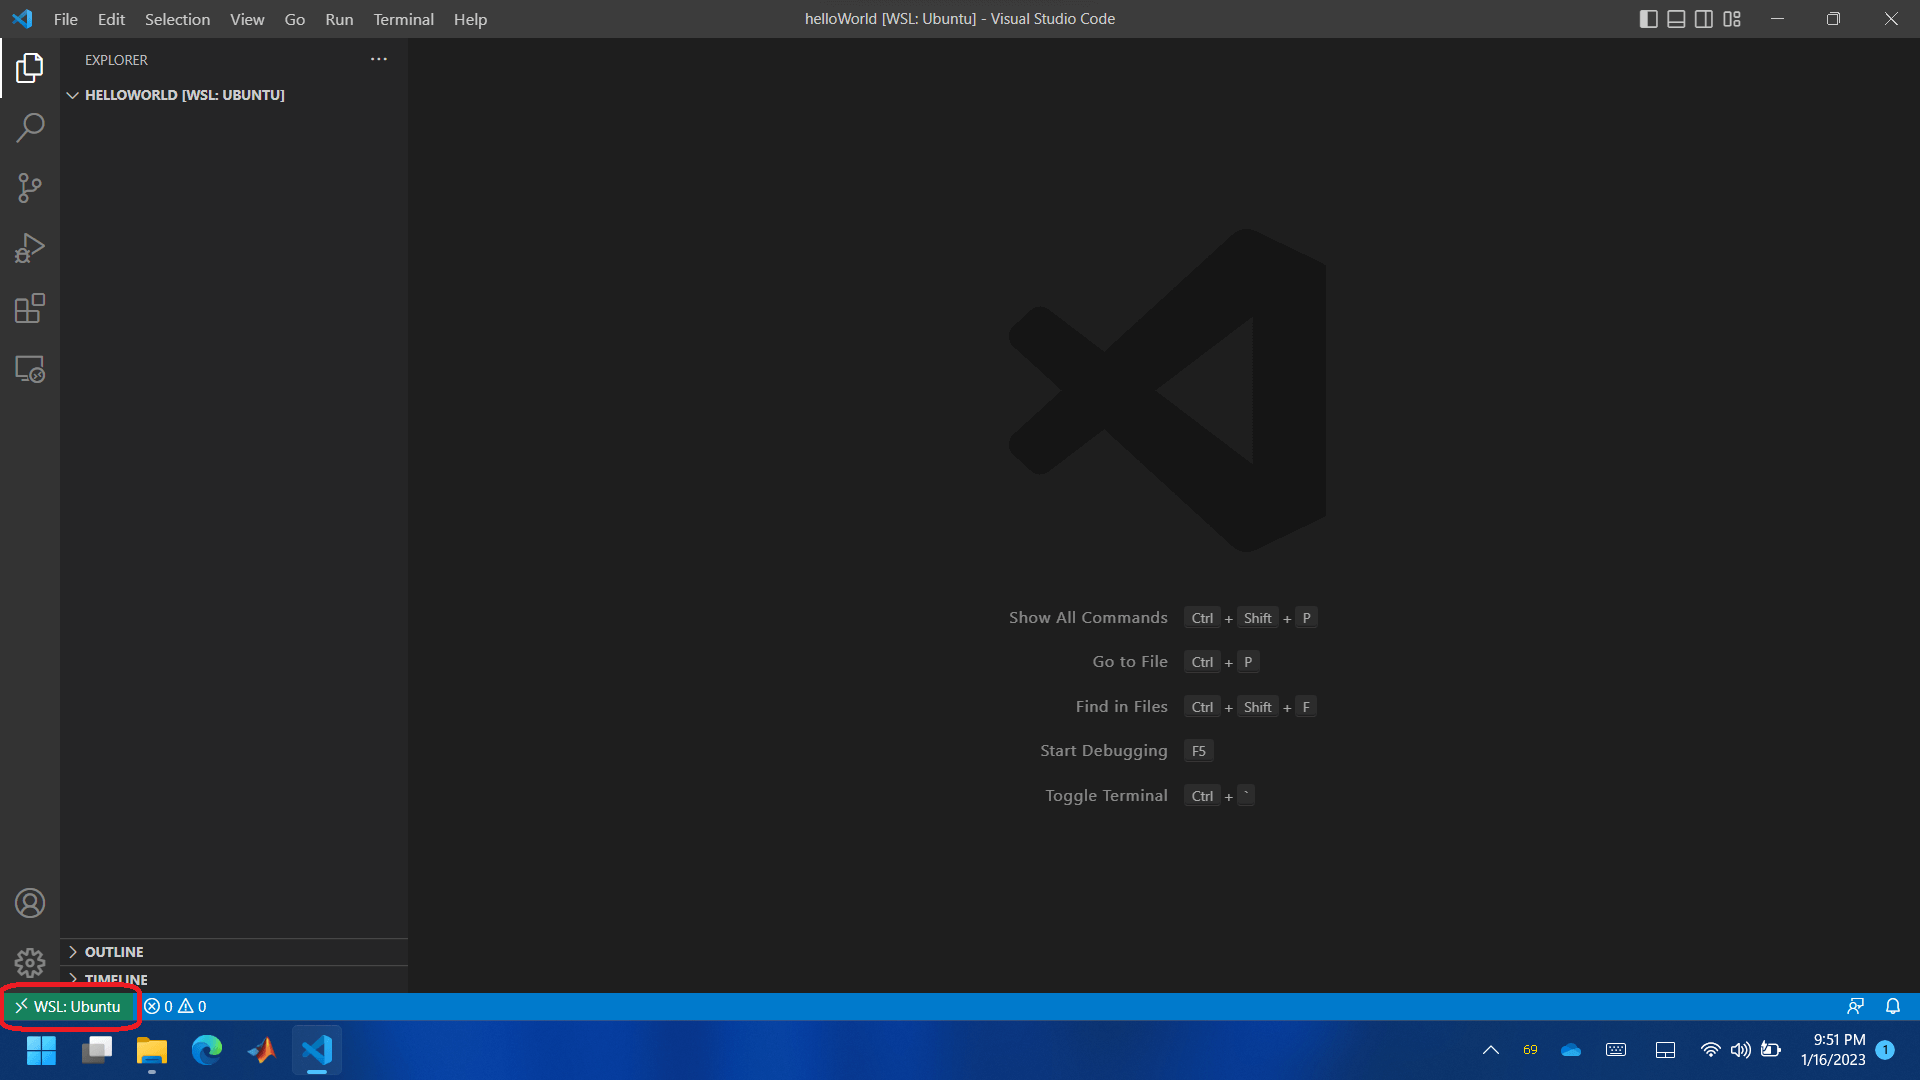 File Edit Selection View Go Run Terminal Help
helloWorld [WSL: Ubuntu] - Visual Studio Code
EXPLORER
HELLOWORLD [WSL: UBUNTU]
Show All Commands Ctrl + Shift + P
Go to File Ctrl + P
Find in Files Ctrl + Shift + F
Start Debugging F5
Toggle Terminal Ctrl + `
OUTLINE
TIMELINE
WSL: Ubuntu 0 0
69
9:51 PM
1/16/2023
1